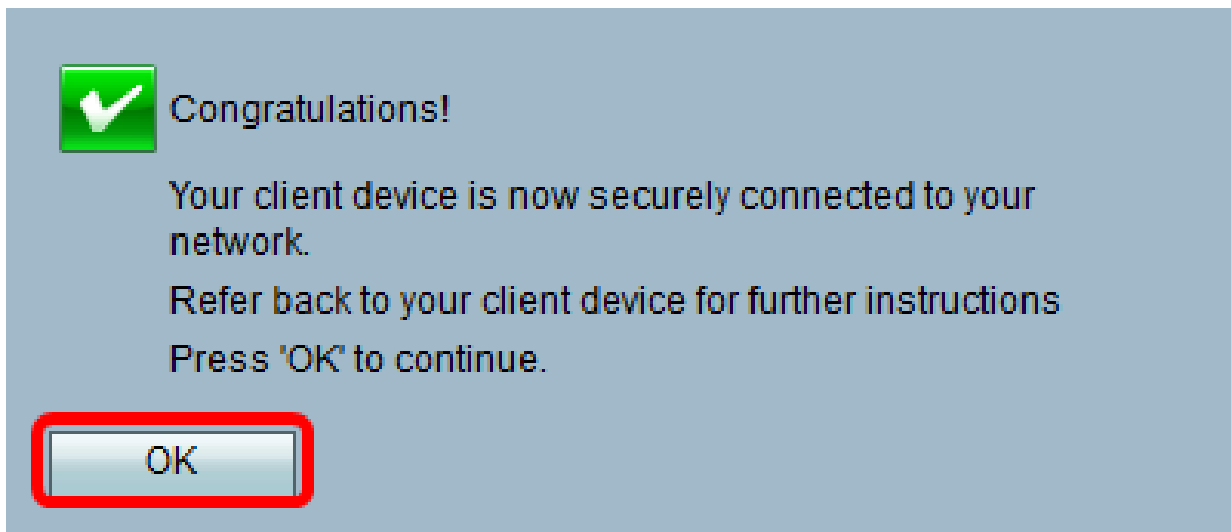 Congratulations!
Your client device is now securely connected to your
network.
Refer back to your client device for further instructions
Press 'OK' to continue.
OK